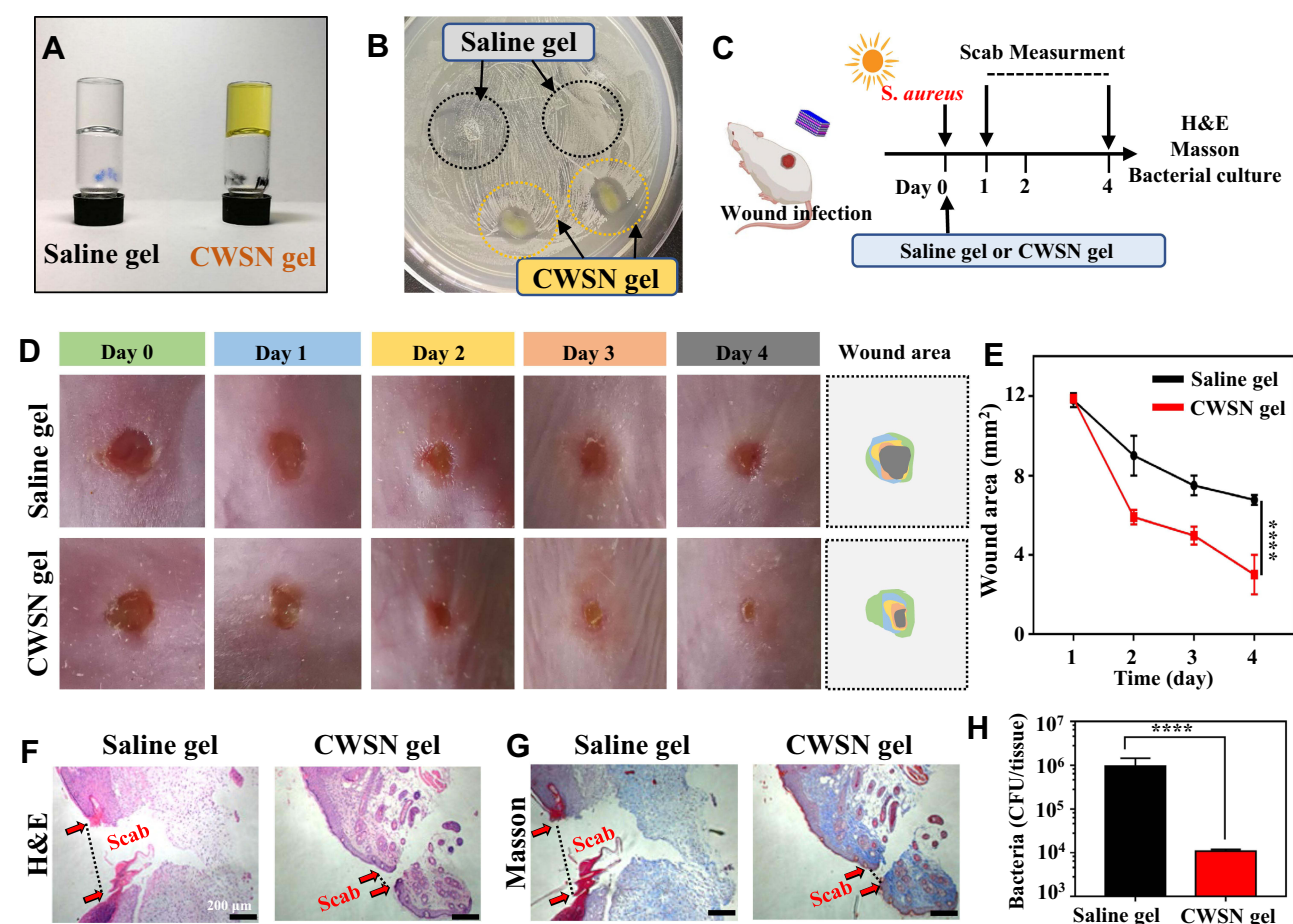 A
Saline gel
CWSN gel
B
Saline gel
CWSN gel
C
Scab Measurment
S. aureus
H&E
Masson
Bacterial culture
Day 0 1 2 4
Wound infection
Saline gel or CWSN gel
D
Day 0
Day 1
Day 2
Day 3
Day 4
Wound area
Saline gel
CWSN gel
E
Saline gel
CWSN gel
Wound area (mm²)
12
8
4
0
****
1 2 3 4
Time (day)
F
Saline gel
CWSN gel
H&E
Scab
200 μm
Scab
G
Saline gel
CWSN gel
Masson
Scab
Scab
H
****
Bacteria (CFU/tissue)
10⁷
10⁶
10⁵
10⁴
10³
Saline gel
CWSN gel